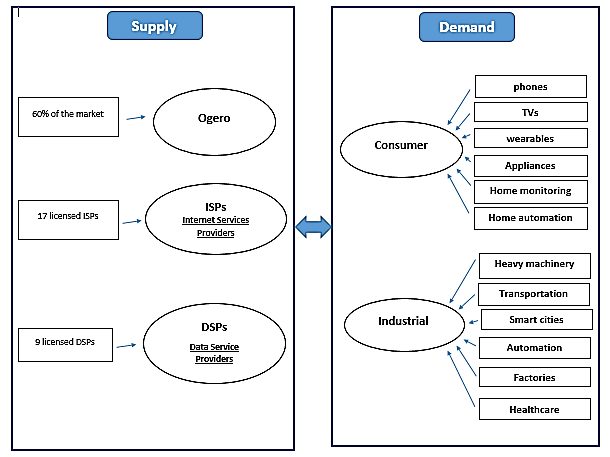 Supply
60% of the market
Ogero
17 licensed ISPs
ISPs
Internet Services
Providers
9 licensed DSPs
DSPs
Data Service
Providers
Demand
Consumer
phones
TVs
wearables
Appliances
Home monitoring
Home automation
Industrial
Heavy machinery
Transportation
Smart cities
Automation
Factories
Healthcare